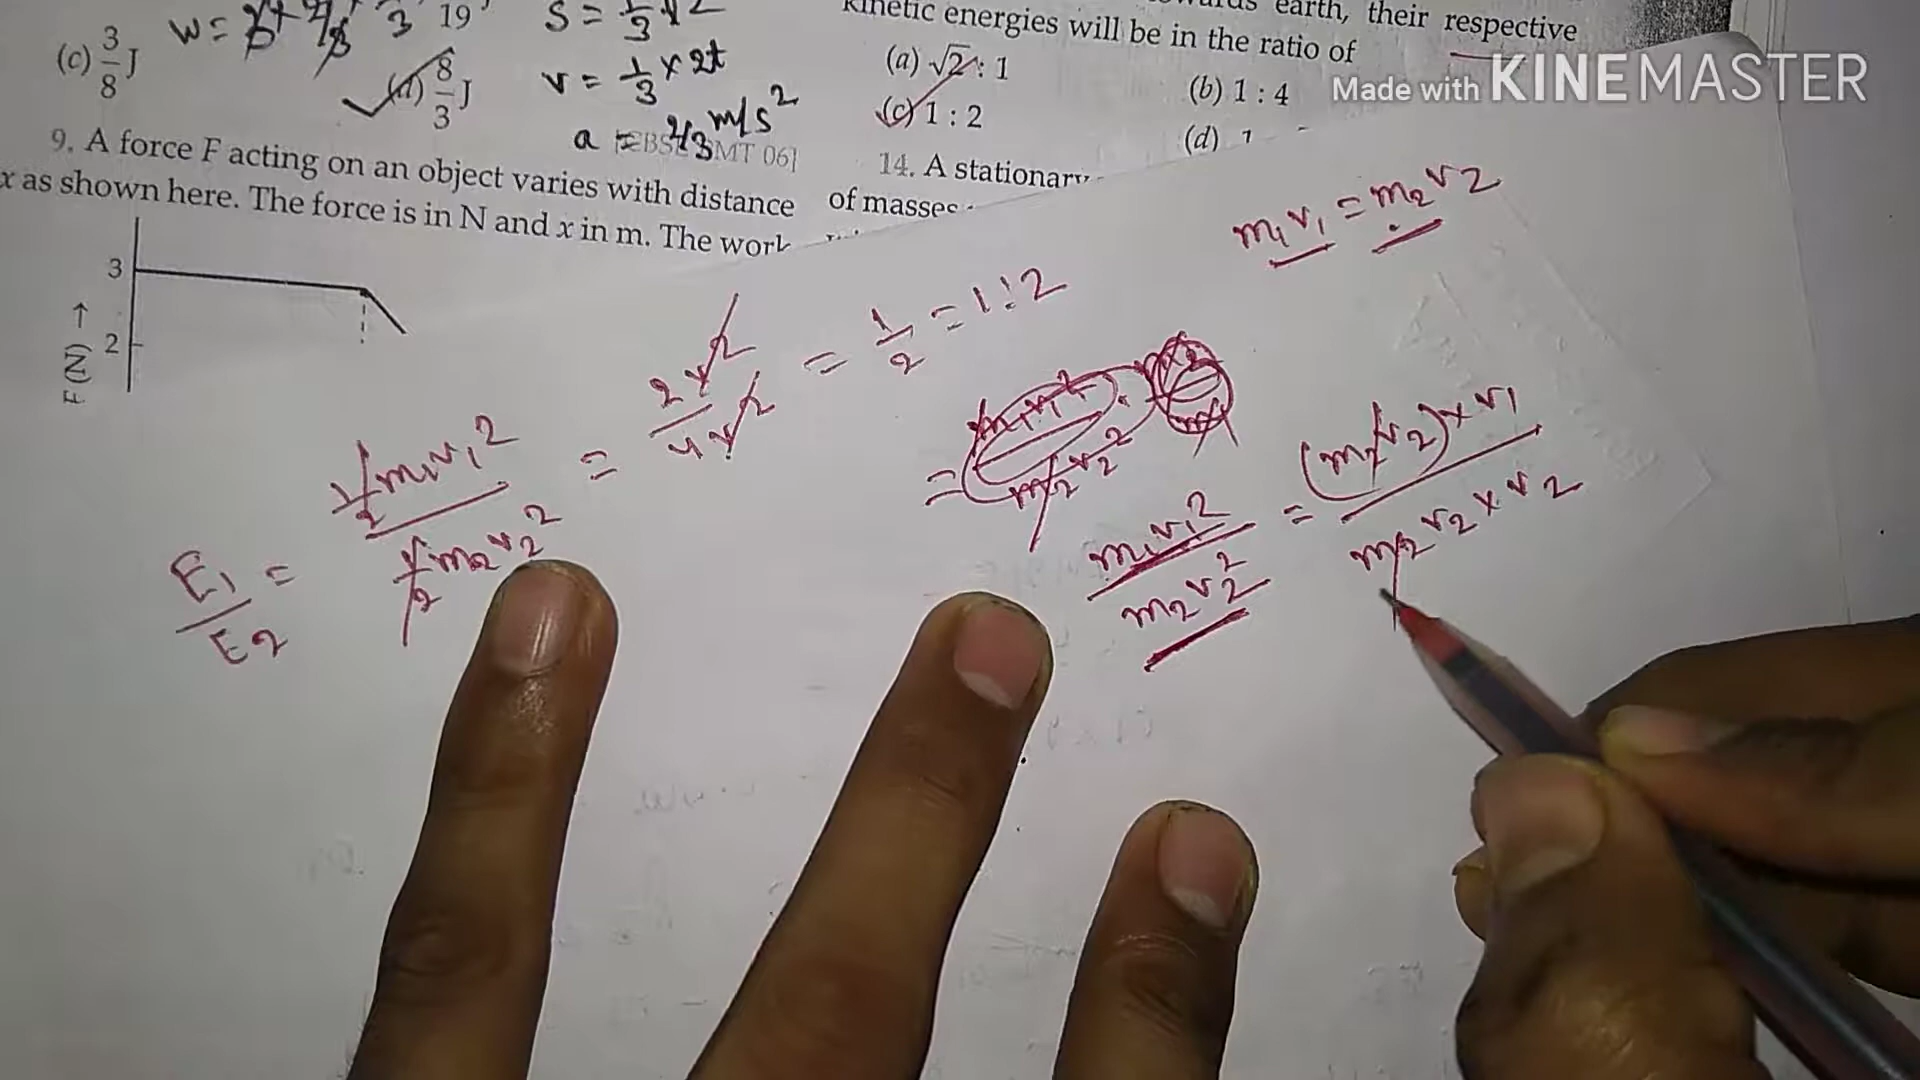 (c) 3/8 J
19
(d) 8/3 J
v = 1/3 x 2t
a = 2/3 m/s²
9. A force F acting on an object varies with distance
x as shown here. The force is in N and x in m. The work
3
2
F(N) →
earth, their respective
kinetic energies will be in the ratio of
(a) √2 : 1
(b) 1 : 4
(c) 1 : 2
(d)
14. A stationary
of masses
Made with KINEMASTER
m₁v₁ = m₂v₂
E1/E2 = ½m₁v₁²/½m₂v₂² = 2v²/4v² = 1/2 = 1:2
m₁v₁²/m₂v₂² = (m₂v₂)×v₁/m₂v₂×v₂